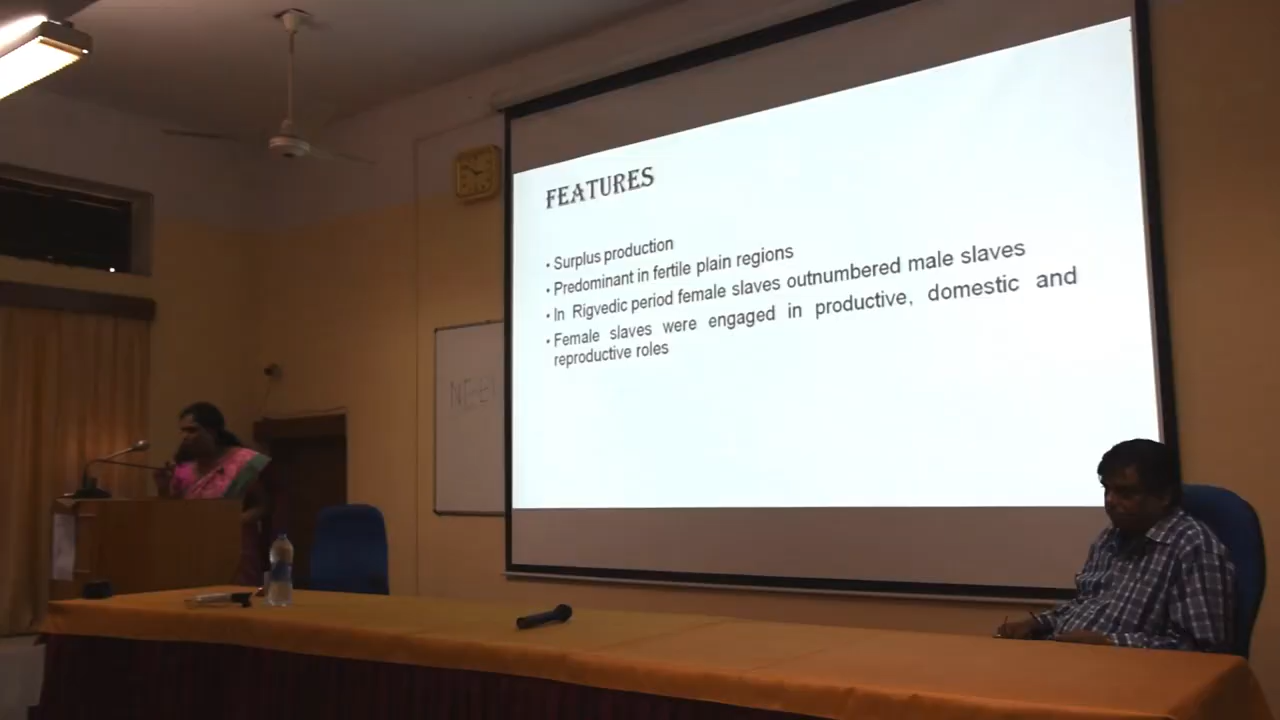 FEATURES
• Surplus production
• Predominant in fertile plain regions
• In Rigvedic period female slaves outnumbered male slaves
• Female slaves were engaged in productive, domestic and
reproductive roles